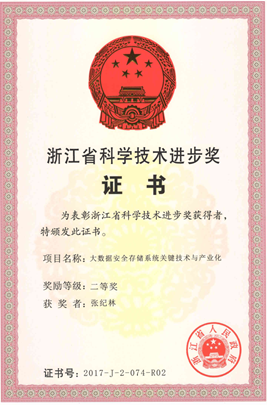 浙江省科学技术进步奖
证 书
为表彰浙江省科学技术进步奖获得者,
特颁发此证书。
项目名称: 大数据安全存储系统关键技术与产业化
奖励等级: 二等奖
获 奖 者: 张纪林
浙江省人民政府
证书号: 2017-J-2-074-R02